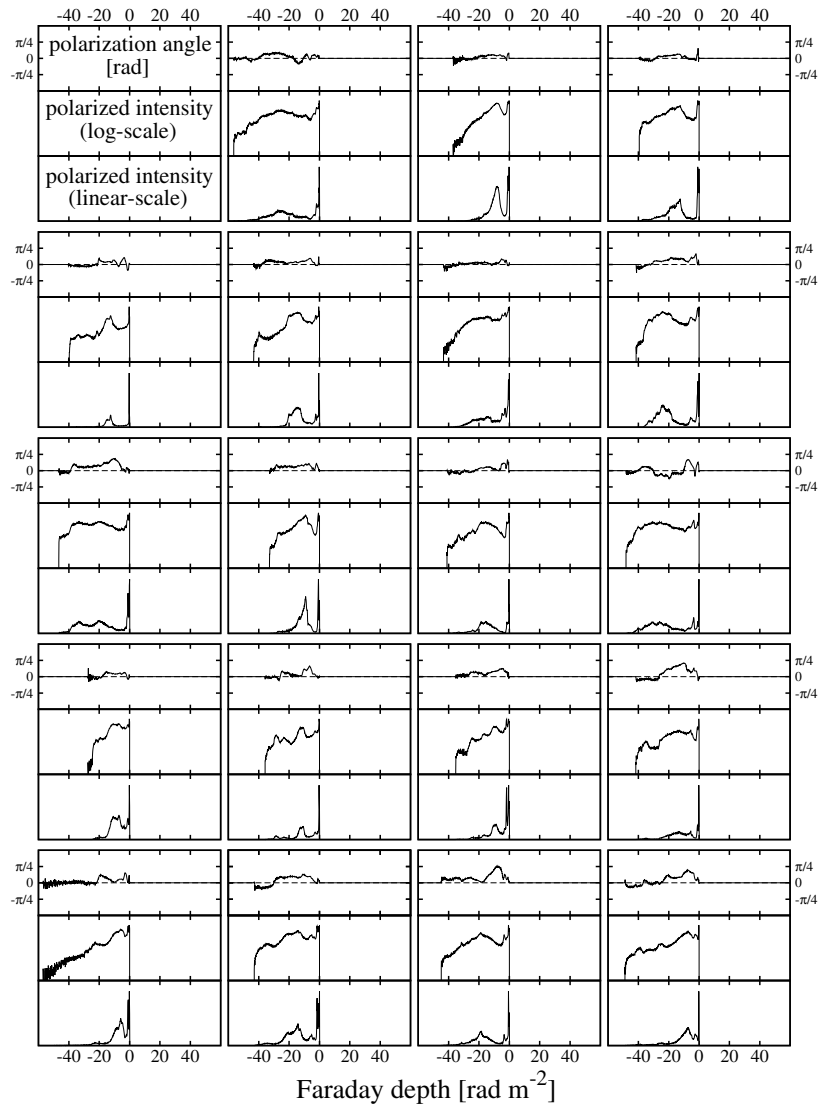 -40 -20 0 20 40 -40 -20 0 20 40 -40 -20 0 20 40 -40 -20 0 20 40
π/4 polarization angle π/4
0 [rad] 0
-π/4 -π/4
polarized intensity
(log-scale)
polarized intensity
(linear-scale)
π/4 π/4
0 0
-π/4 -π/4
π/4 π/4
0 0
-π/4 -π/4
π/4 π/4
0 0
-π/4 -π/4
π/4 π/4
0 0
-π/4 -π/4
-40 -20 0 20 40 -40 -20 0 20 40 -40 -20 0 20 40 -40 -20 0 20 40
Faraday depth [rad m-2]